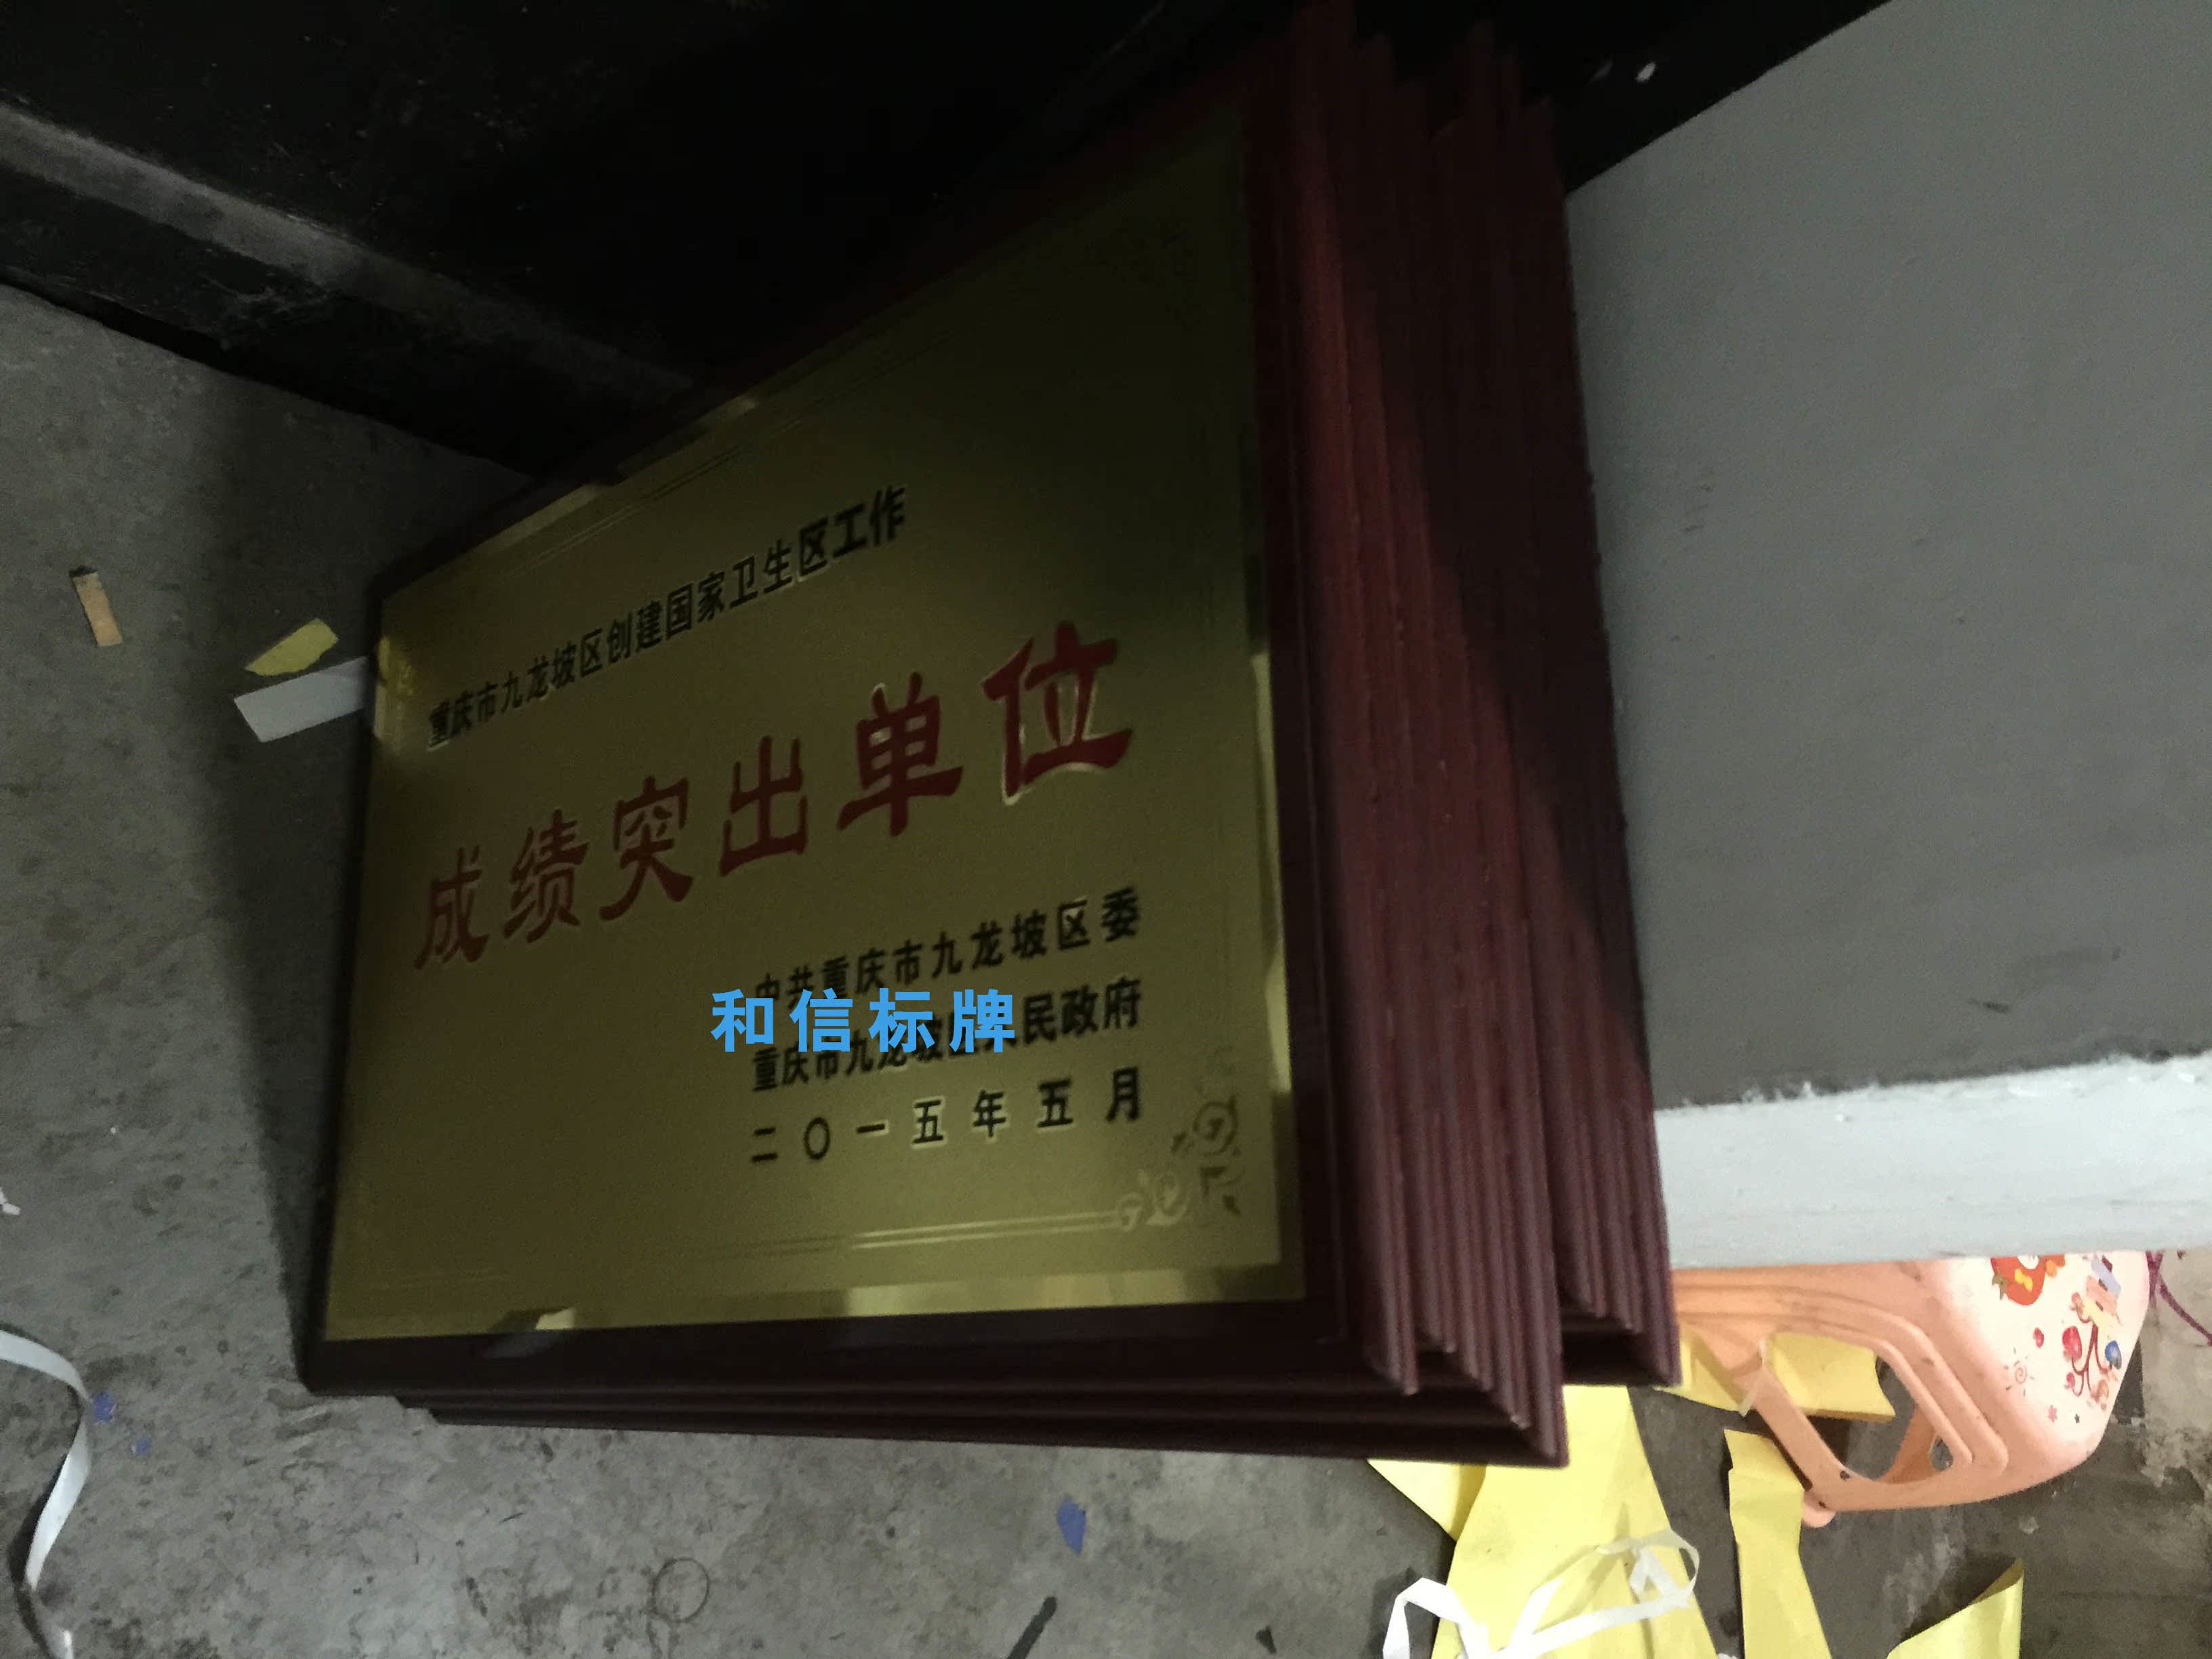 重庆市九龙坡区创建国家卫生区工作
成绩突出单位
中共重庆市九龙坡区委
和信标牌
重庆市九龙坡区人民政府
二〇一五年五月